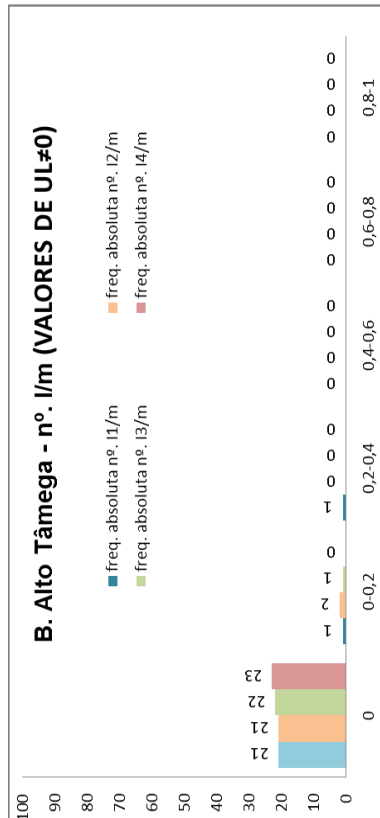 B. Alto Tâmega - nº. I/m (VALORES DE UL≠0)
freq. absoluta nº. I1/m
freq. absoluta nº. I2/m
freq. absoluta nº. I3/m
freq. absoluta nº. I4/m
100
90
80
70
60
50
40
30
20
10
0
21 21 22 23
1 2 1 0
1 0 0 0
0 0 0
0 0 0
0 0 0 0
0 0-0,2 0,2-0,4 0,4-0,6 0,6-0,8 0,8-1